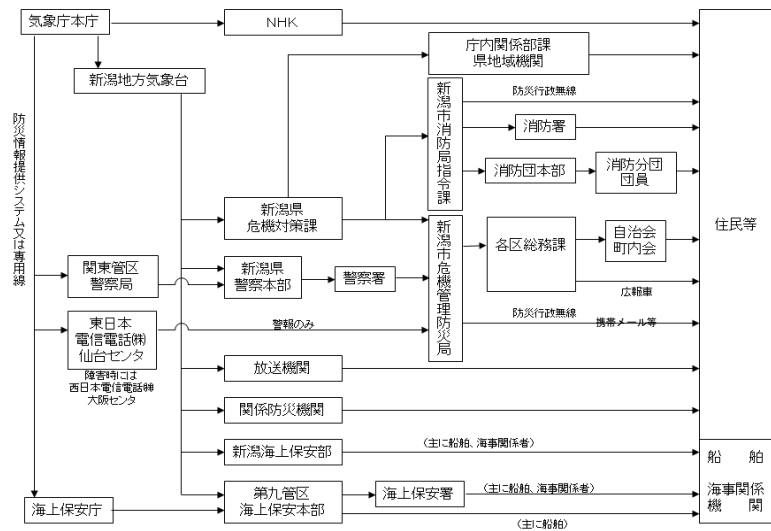 気象庁本庁
NHK
庁内関係部課
県地域機関
新潟地方気象台
防災情報提供システム又は専用線
新潟市消防局指令課
防災行政無線
消防署
消防団本部
消防分団
団員
住民等
新潟県
危機対策課
新潟市危機管理防災局
各区総務課
自治会
町内会
広報車
関東管区
警察局
新潟県
警察本部
警察署
防災行政無線
携帯メール等
東日本
電信電話㈱
仙台センタ
障害時には
西日本電信電話㈱
大阪センタ
警報のみ
放送機関
関係防災機関
新潟海上保安部
(主に船舶、海事関係者)
船舶
海事関係
機関
海上保安庁
第九管区
海上保安本部
海上保安署
(主に船舶、海事関係者)
(主に船舶)